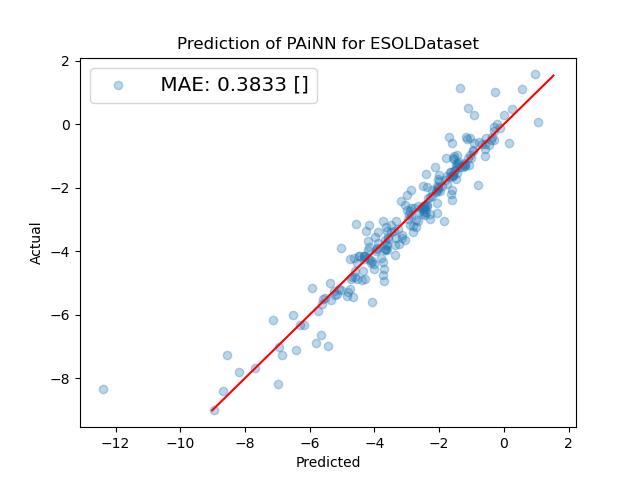 Prediction of PAiNN for ESOLDataset
MAE: 0.3833 []
2
0
−2
−4
−6
−8
Actual
−12 −10 −8 −6 −4 −2 0 2
Predicted